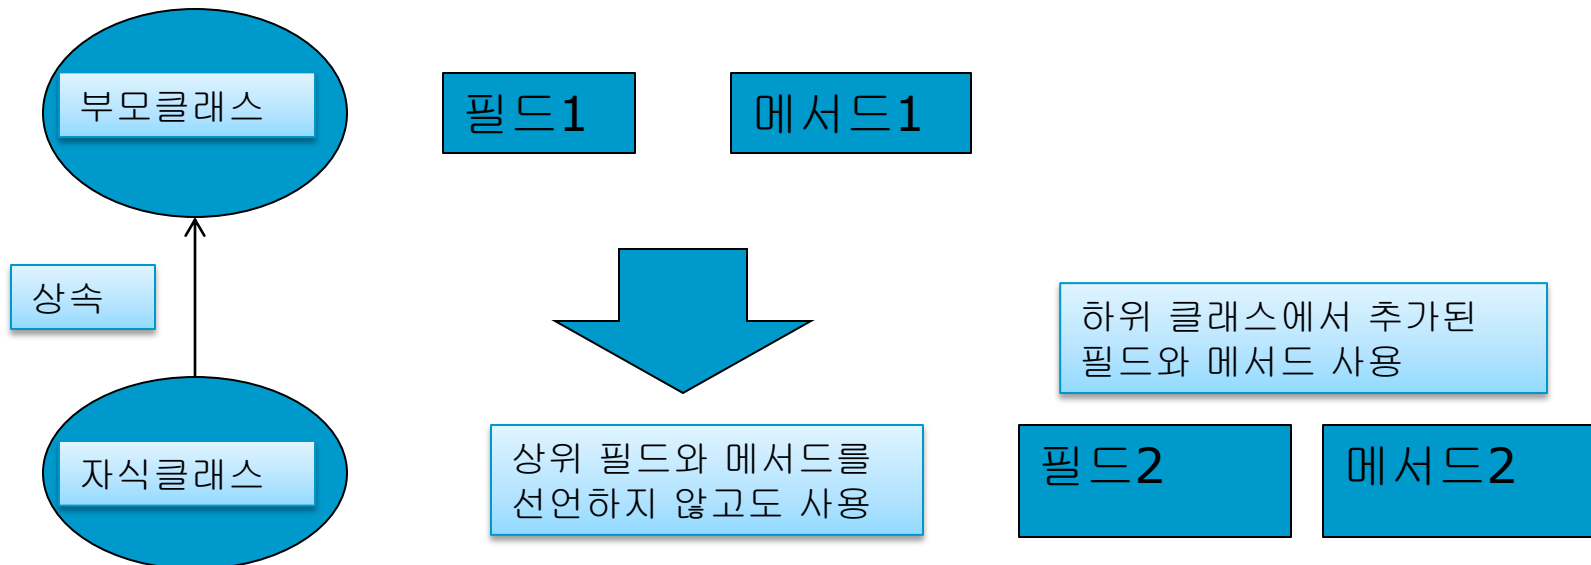 부모클래스
필드1
메서드1
상속
하위 클래스에서 추가된
필드와 메서드 사용
자식클래스
상위 필드와 메서드를
선언하지 않고도 사용
필드2
메서드2